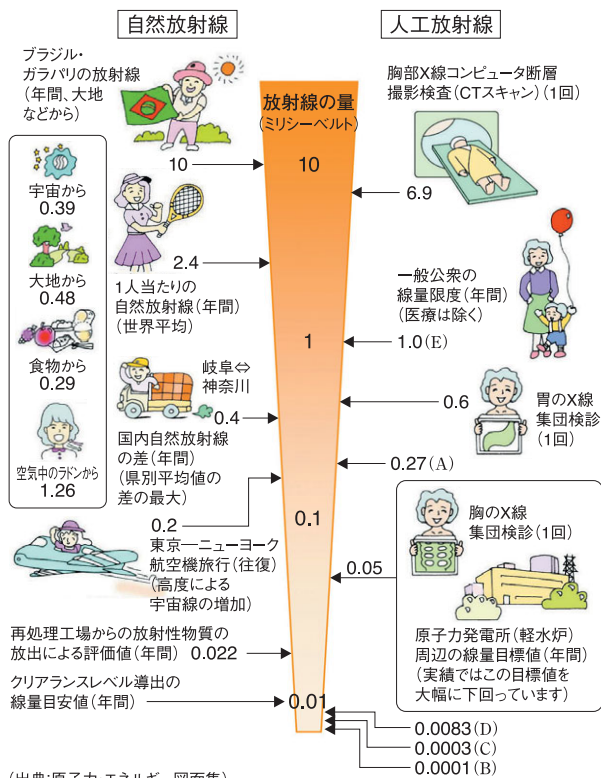 自然放射線
人工放射線
ブラジル・
ガラパリの放射線
(年間、大地
などから)
10
宇宙から
0.39
大地から
0.48
食物から
0.29
空気中のラドンから
1.26
2.4
1人当たりの
自然放射線(年間)
(世界平均)
岐阜⇔
神奈川
0.4
国内自然放射線
の差(年間)
(県別平均値の
差の最大)
0.2
東京―ニューヨーク
航空機旅行(往復)
(高度による
宇宙線の増加)
再処理工場からの放射性物質の
放出による評価値(年間) 0.022
クリアランスレベル導出の
線量目安値(年間)
放射線の量
(ミリシーベルト)
10
1
0.1
0.01
胸部X線コンピュータ断層
撮影検査(CTスキャン)(1回)
6.9
一般公衆の
線量限度(年間)
(医療は除く)
1.0(E)
0.6
胃のX線
集団検診
(1回)
0.27(A)
胸のX線
集団検診(1回)
0.05
原子力発電所(軽水炉)
周辺の線量目標値(年間)
(実績ではこの目標値を
大幅に下回っています)
0.0083(D)
0.0003(C)
0.0001(B)